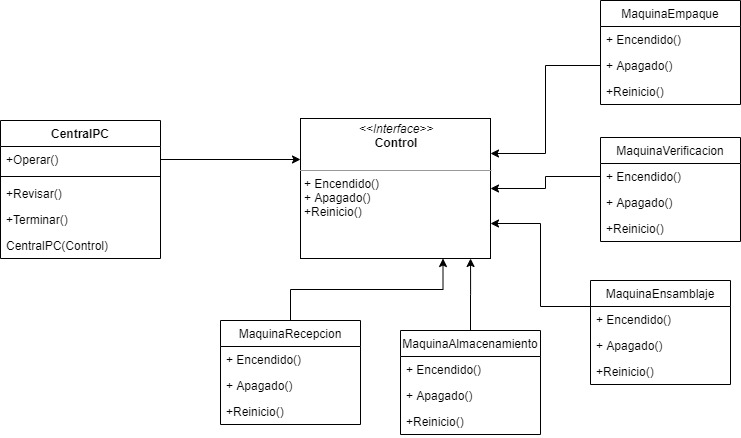 MaquinaEmpaque
+ Encendido()
+ Apagado()
+Reinicio()
CentralPC
+Operar()
+Revisar()
+Terminar()
CentralPC(Control)
<<Interface>>
Control
+ Encendido()
+ Apagado()
+Reinicio()
MaquinaVerificacion
+ Encendido()
+ Apagado()
+Reinicio()
MaquinaEnsamblaje
+ Encendido()
+ Apagado()
+Reinicio()
MaquinaRecepcion
+ Encendido()
+ Apagado()
+Reinicio()
MaquinaAlmacenamiento
+ Encendido()
+ Apagado()
+Reinicio()